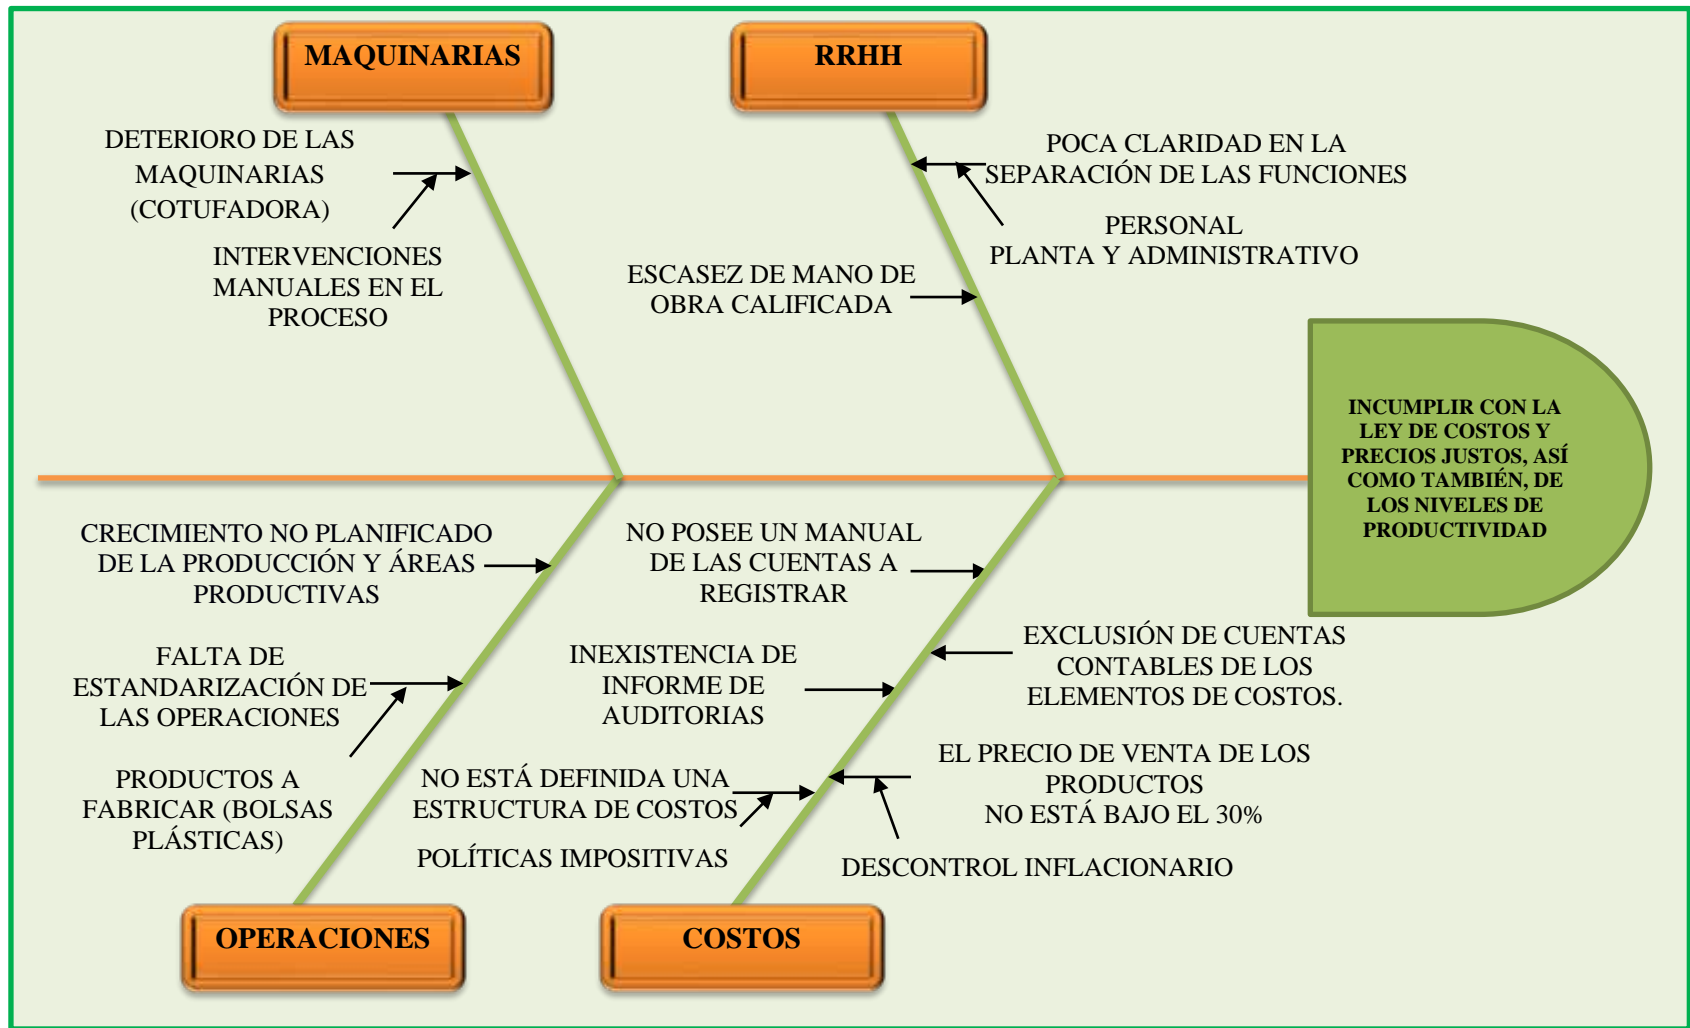 MAQUINARIAS
RRHH
DETERIORO DE LAS
MAQUINARIAS
(COTUFADORA)
INTERVENCIONES
MANUALES EN EL
PROCESO
POCA CLARIDAD EN LA
SEPARACIÓN DE LAS FUNCIONES
PERSONAL
PLANTA Y ADMINISTRATIVO
ESCASEZ DE MANO DE
OBRA CALIFICADA
INCUMPLIR CON LA
LEY DE COSTOS Y
PRECIOS JUSTOS, ASÍ
COMO TAMBIÉN, DE
LOS NIVELES DE
PRODUCTIVIDAD
CRECIMIENTO NO PLANIFICADO
DE LA PRODUCCIÓN Y ÁREAS
PRODUCTIVAS
FALTA DE
ESTANDARIZACIÓN DE
LAS OPERACIONES
PRODUCTOS A
FABRICAR (BOLSAS
PLÁSTICAS)
NO POSEE UN MANUAL
DE LAS CUENTAS A
REGISTRAR
INEXISTENCIA DE
INFORME DE
AUDITORIAS
NO ESTÁ DEFINIDA UNA
ESTRUCTURA DE COSTOS
POLÍTICAS IMPOSITIVAS
EXCLUSIÓN DE CUENTAS
CONTABLES DE LOS
ELEMENTOS DE COSTOS.
EL PRECIO DE VENTA DE LOS
PRODUCTOS
NO ESTÁ BAJO EL 30%
DESCONTROL INFLACIONARIO
OPERACIONES
COSTOS